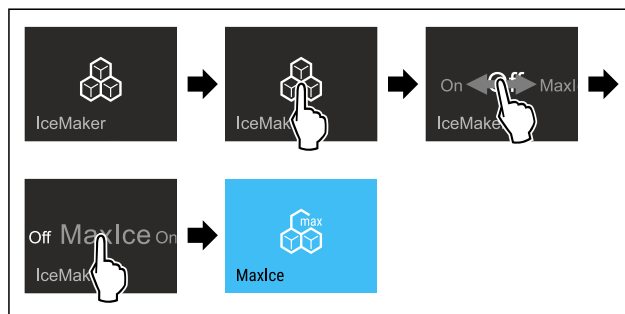 IceMaker
IceMak
On Off MaxI
IceMake
Off MaxIce On
IceMak
max
MaxIce